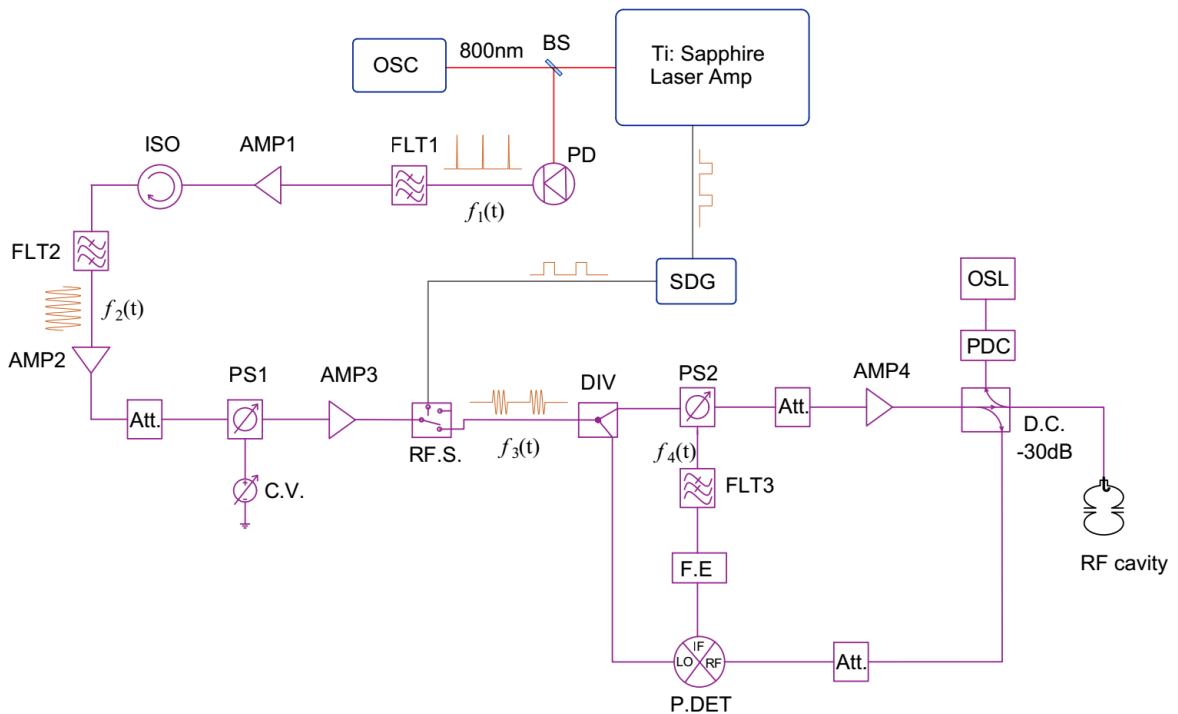 BS
800nm
OSC
Ti: Sapphire
Laser Amp
ISO
AMP1
FLT1
PD
f1(t)
FLT2
SDG
OSL
f2(t)
PDC
AMP2
PS1
AMP3
DIV
PS2
AMP4
Att.
Att.
D.C.
-30dB
RF.S.
f3(t)
f4(t)
C.V.
FLT3
F.E
RF cavity
IF
LO
RF
Att.
P.DET